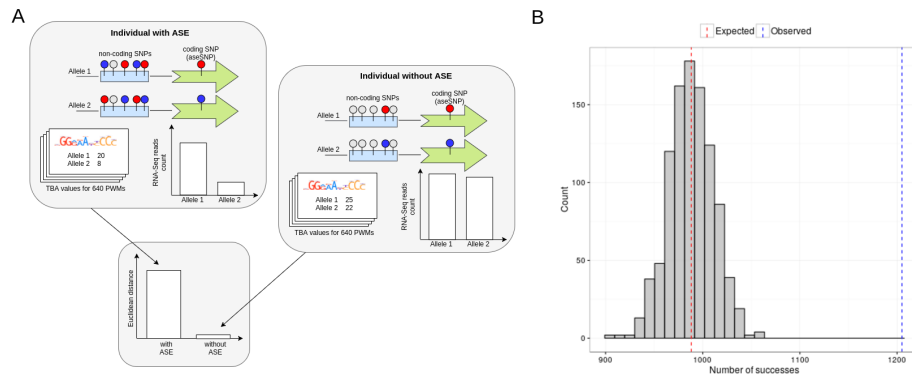 A
Individual with ASE
non-coding SNPs
coding SNP
(aseSNP)
Allele 1
Allele 2
Allele 1 20
Allele 2 8
TBA values for 640 PWMs
RNA-Seq reads
count
Allele 1 Allele 2
Individual without ASE
non-coding SNPs
coding SNP
(aseSNP)
Allele 1
Allele 2
Allele 1 25
Allele 2 22
TBA values for 640 PWMs
RNA-Seq reads
count
Allele 1 Allele 2
Euclidean distance
with
ASE
without
ASE
B
Expected Observed
Count
150
100
50
0
900 1000 1100 1200
Number of successes